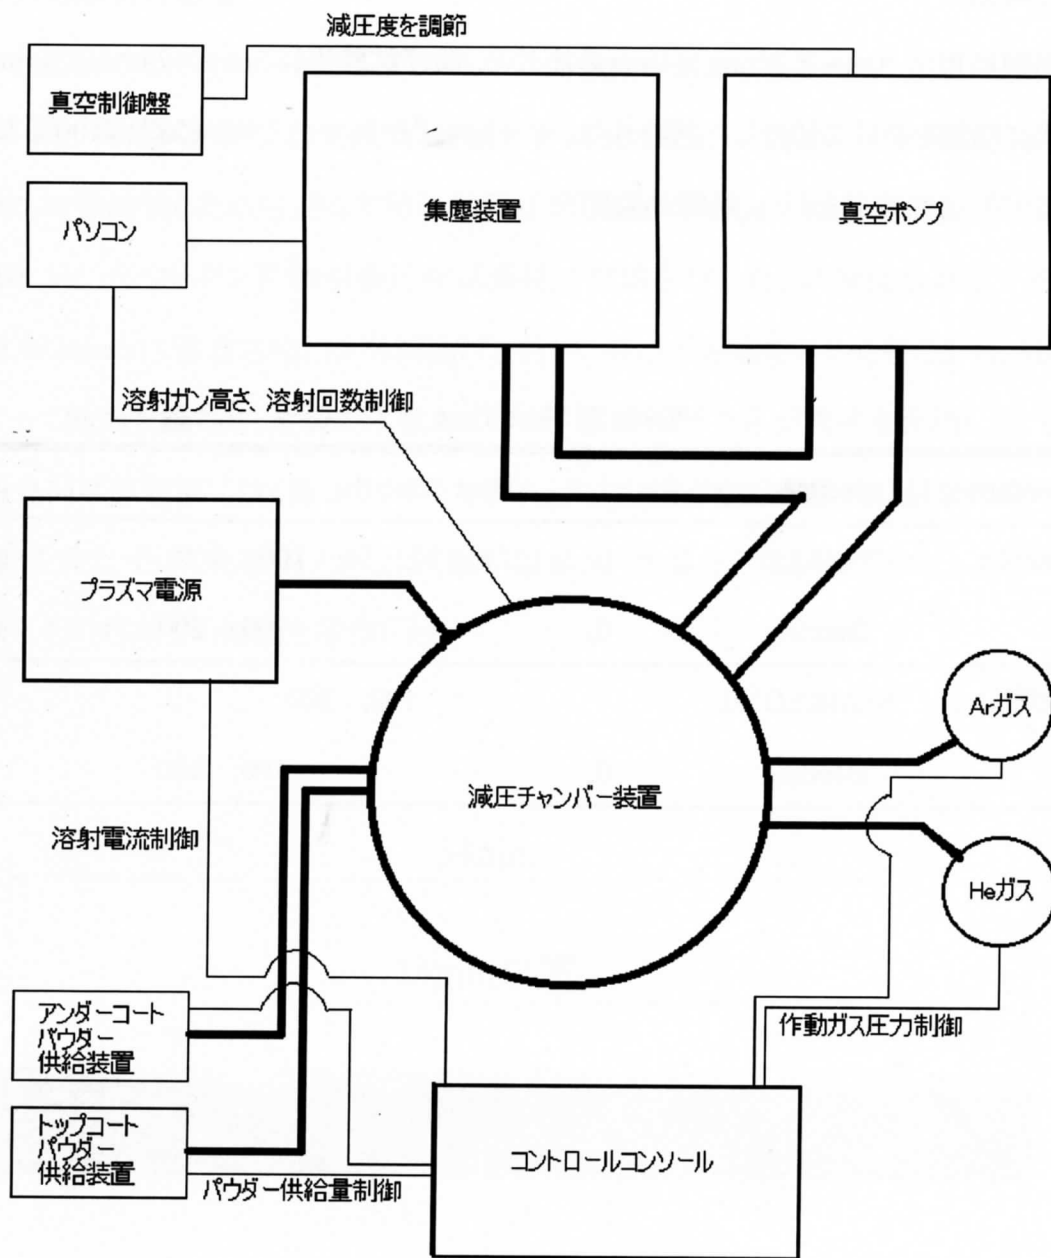 減圧度を調節
真空制御盤
集塵装置
真空ポンプ
パソコン
溶射ガン高さ、溶射回数制御
プラズマ電源
Arガス
減圧チャンバー装置
溶射電流制御
Heガス
アンダーコート
パウダー
供給装置
作動ガス圧力制御
トップコート
パウダー
供給装置
コントロールコンソール
パウダー供給量制御